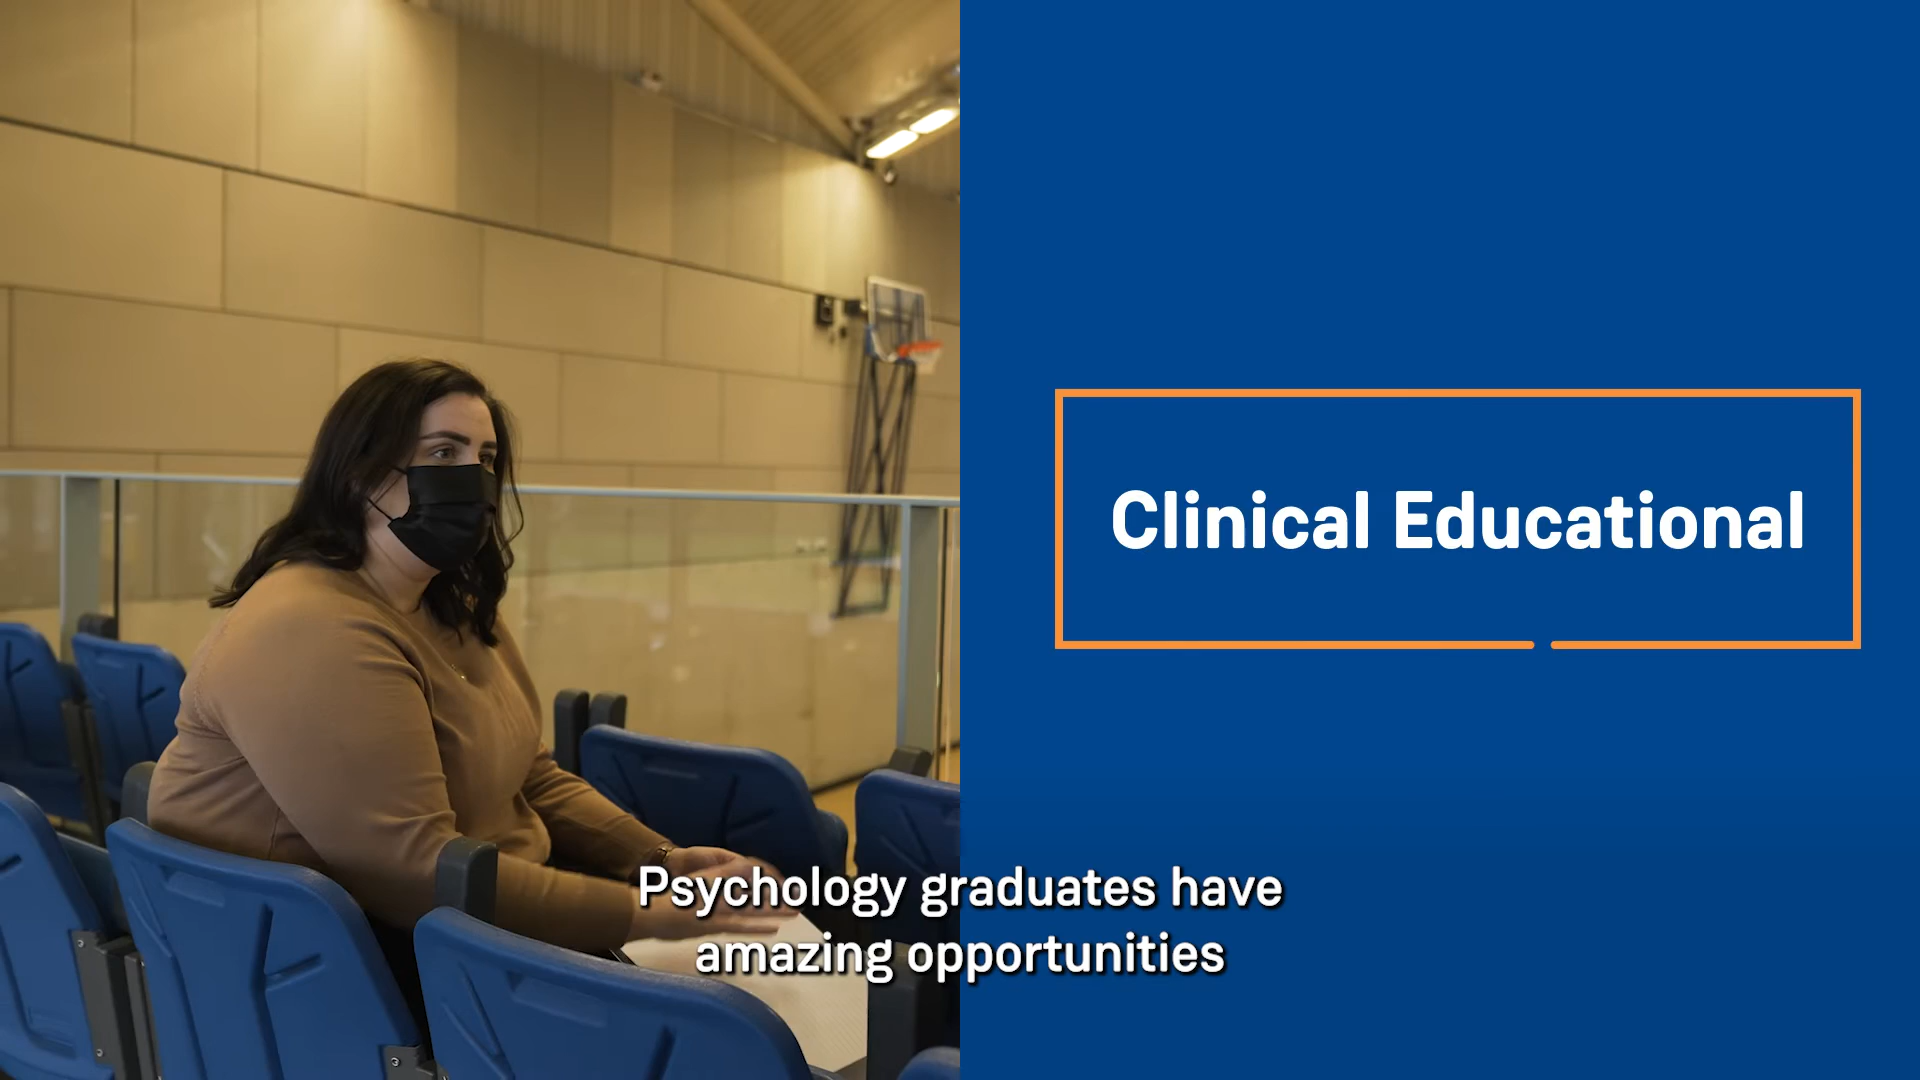 Clinical Educational
Psychology graduates have
amazing opportunities